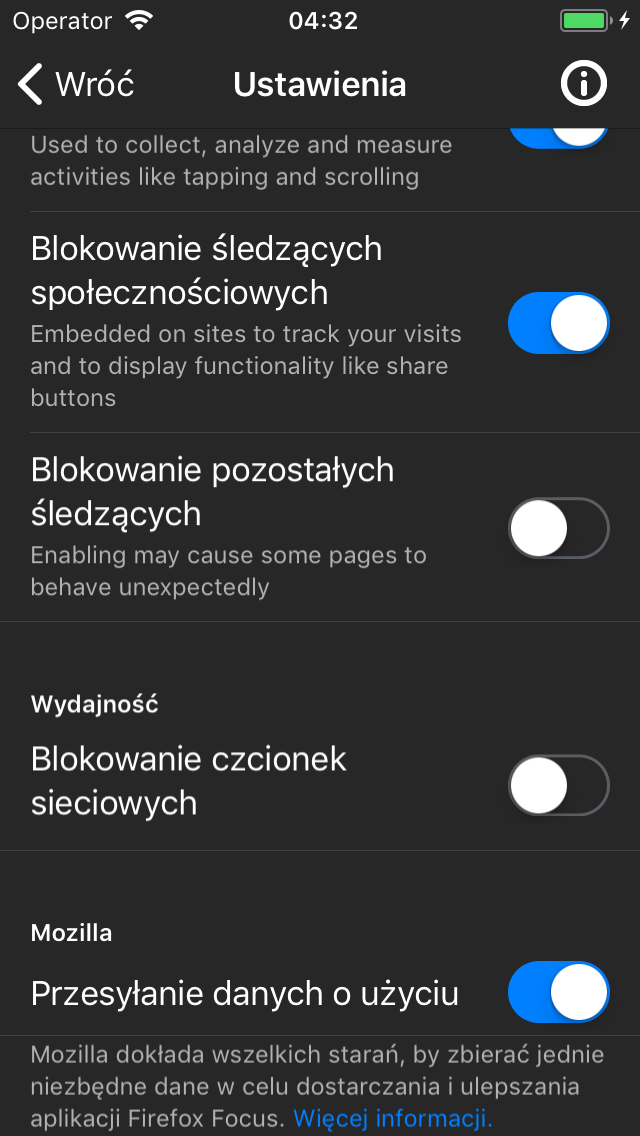 Operator
04:32
Wróć
Ustawienia
Used to collect, analyze and measure
activities like tapping and scrolling
Blokowanie śledzących
społecznościowych
Embedded on sites to track your visits
and to display functionality like share
buttons
Blokowanie pozostałych
śledzących
Enabling may cause some pages to
behave unexpectedly
Wydajność
Blokowanie czcionek
sieciowych
Mozilla
Przesyłanie danych o użyciu
Mozilla dokłada wszelkich starań, by zbierać jednie
niezbędne dane w celu dostarczania i ulepszania
aplikacji Firefox Focus. Więcej informacji.